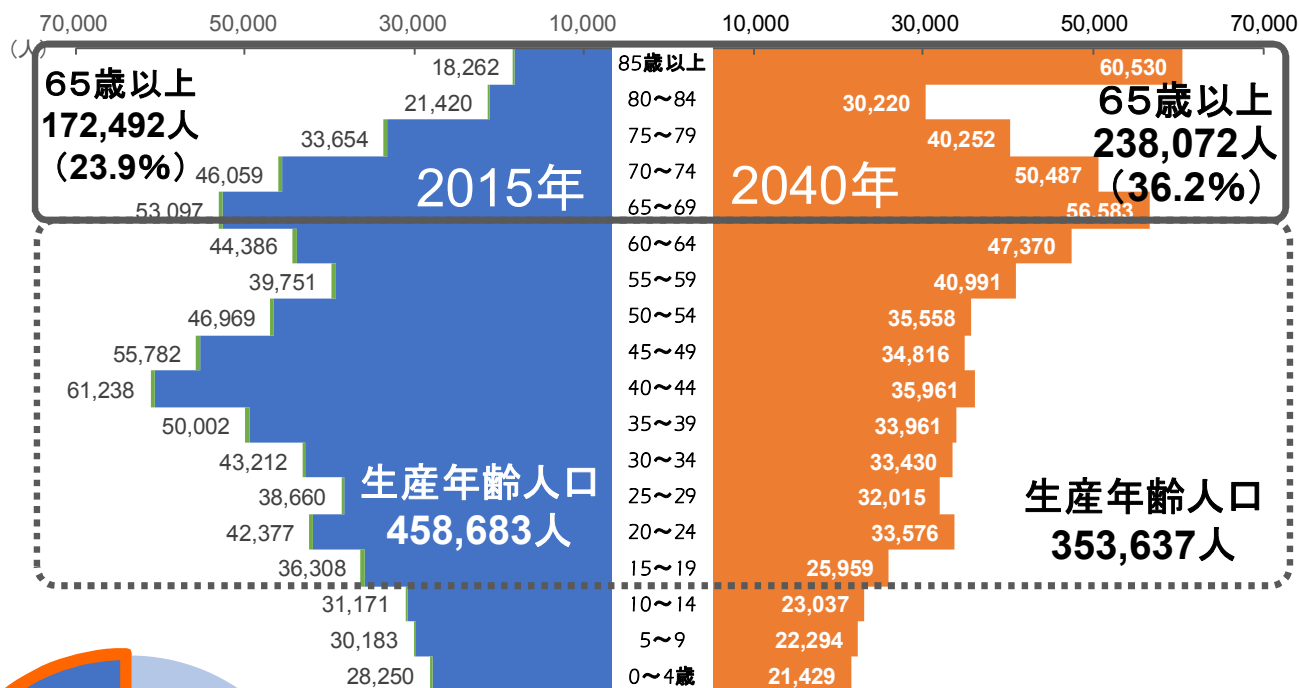 70,000 50,000 30,000 10,000 10,000 30,000 50,000 70,000
（人）
18,262 85歳以上 60,530
21,420 80～84 30,220
33,654 75～79 40,252
46,059 70～74 50,487
53,097 65～69 56,583
65歳以上
172,492人
（23.9%）
2015年
2040年
65歳以上
238,072人
（36.2%）
44,386 60～64 47,370
39,751 55～59 40,991
46,969 50～54 35,558
55,782 45～49 34,816
61,238 40～44 35,961
50,002 35～39 33,961
43,212 30～34 33,430
38,660 25～29 32,015
42,377 20～24 33,576
36,308 15～19 25,959
生産年齢人口
458,683人
生産年齢人口
353,637人
31,171 10～14 23,037
30,183 5～9 22,294
28,250 0～4歳 21,429